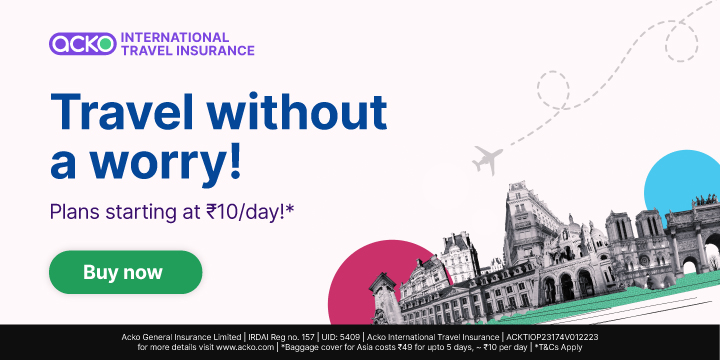 acko INTERNATIONAL
TRAVEL INSURANCE
Travel without
a worry!
Plans starting at ₹10/day!*
Buy now
Acko General Insurance Limited | IRDAI Reg no. 157 | UID: 5409 | Acko International Travel Insurance | ACKTIOP23174V012223
for more details visit www.acko.com | *Baggage cover for Asia costs ₹49 for upto 5 days, ~ ₹10 per day | *T&Cs Apply